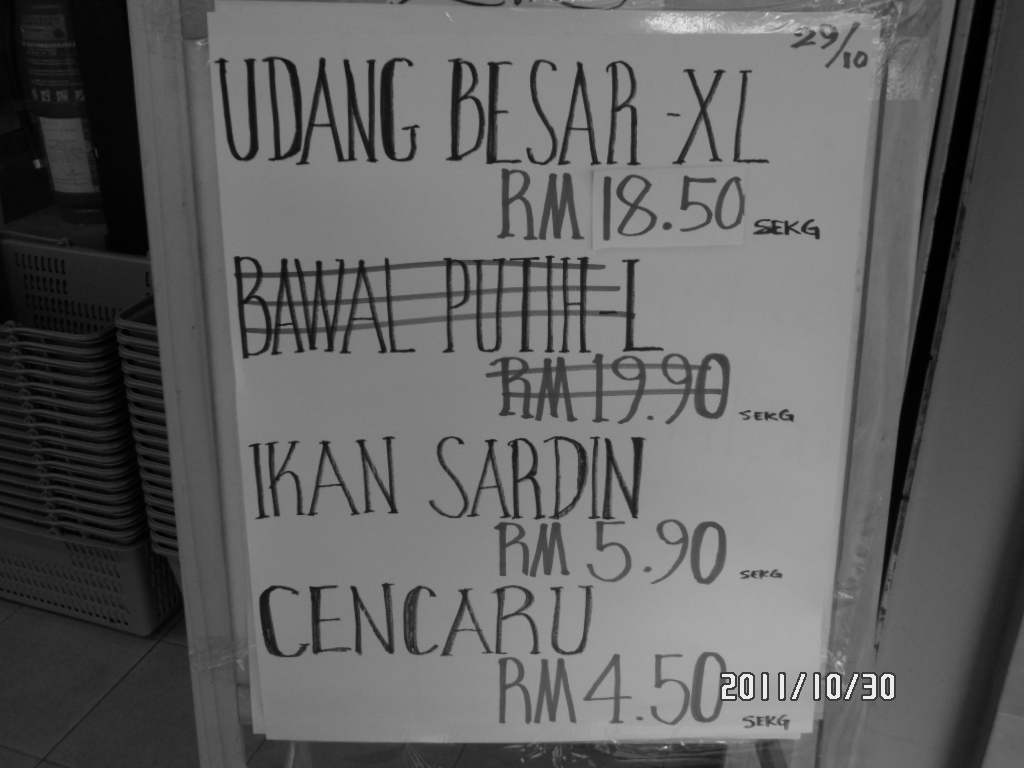 29/10
UDANG BESAR -XL
RM 18.50 SEKG
BAWAL PUTIH-L
RM 19.90 SEKG
IKAN SARDIN
RM 5.90 SEKG
CENCARU
RM 4.50 SEKG
2011/10/30